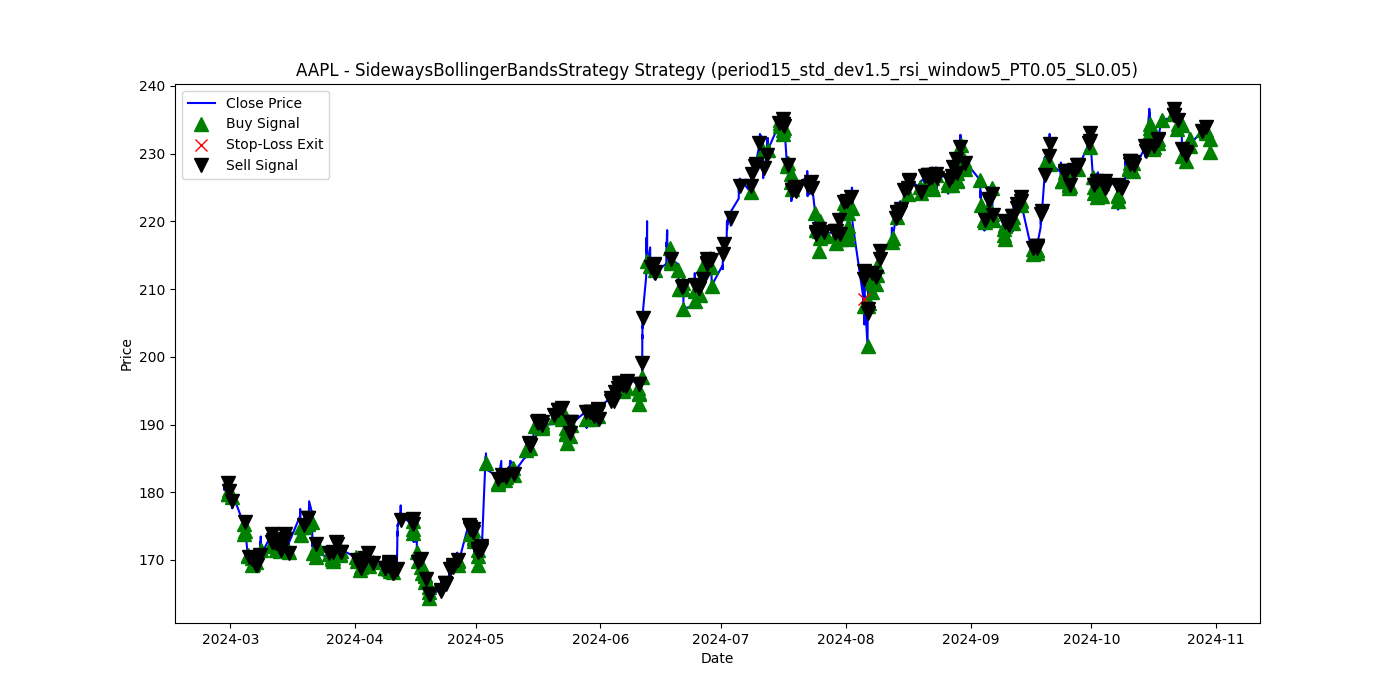 AAPL - SidewaysBollingerBandsStrategy Strategy (period15_std_dev1.5_rsi_window5_PT0.05_SL0.05)
Close Price
Buy Signal
Stop-Loss Exit
Sell Signal
Price
240
230
220
210
200
190
180
170
2024-03 2024-04 2024-05 2024-06 2024-07 2024-08 2024-09 2024-10 2024-11
Date